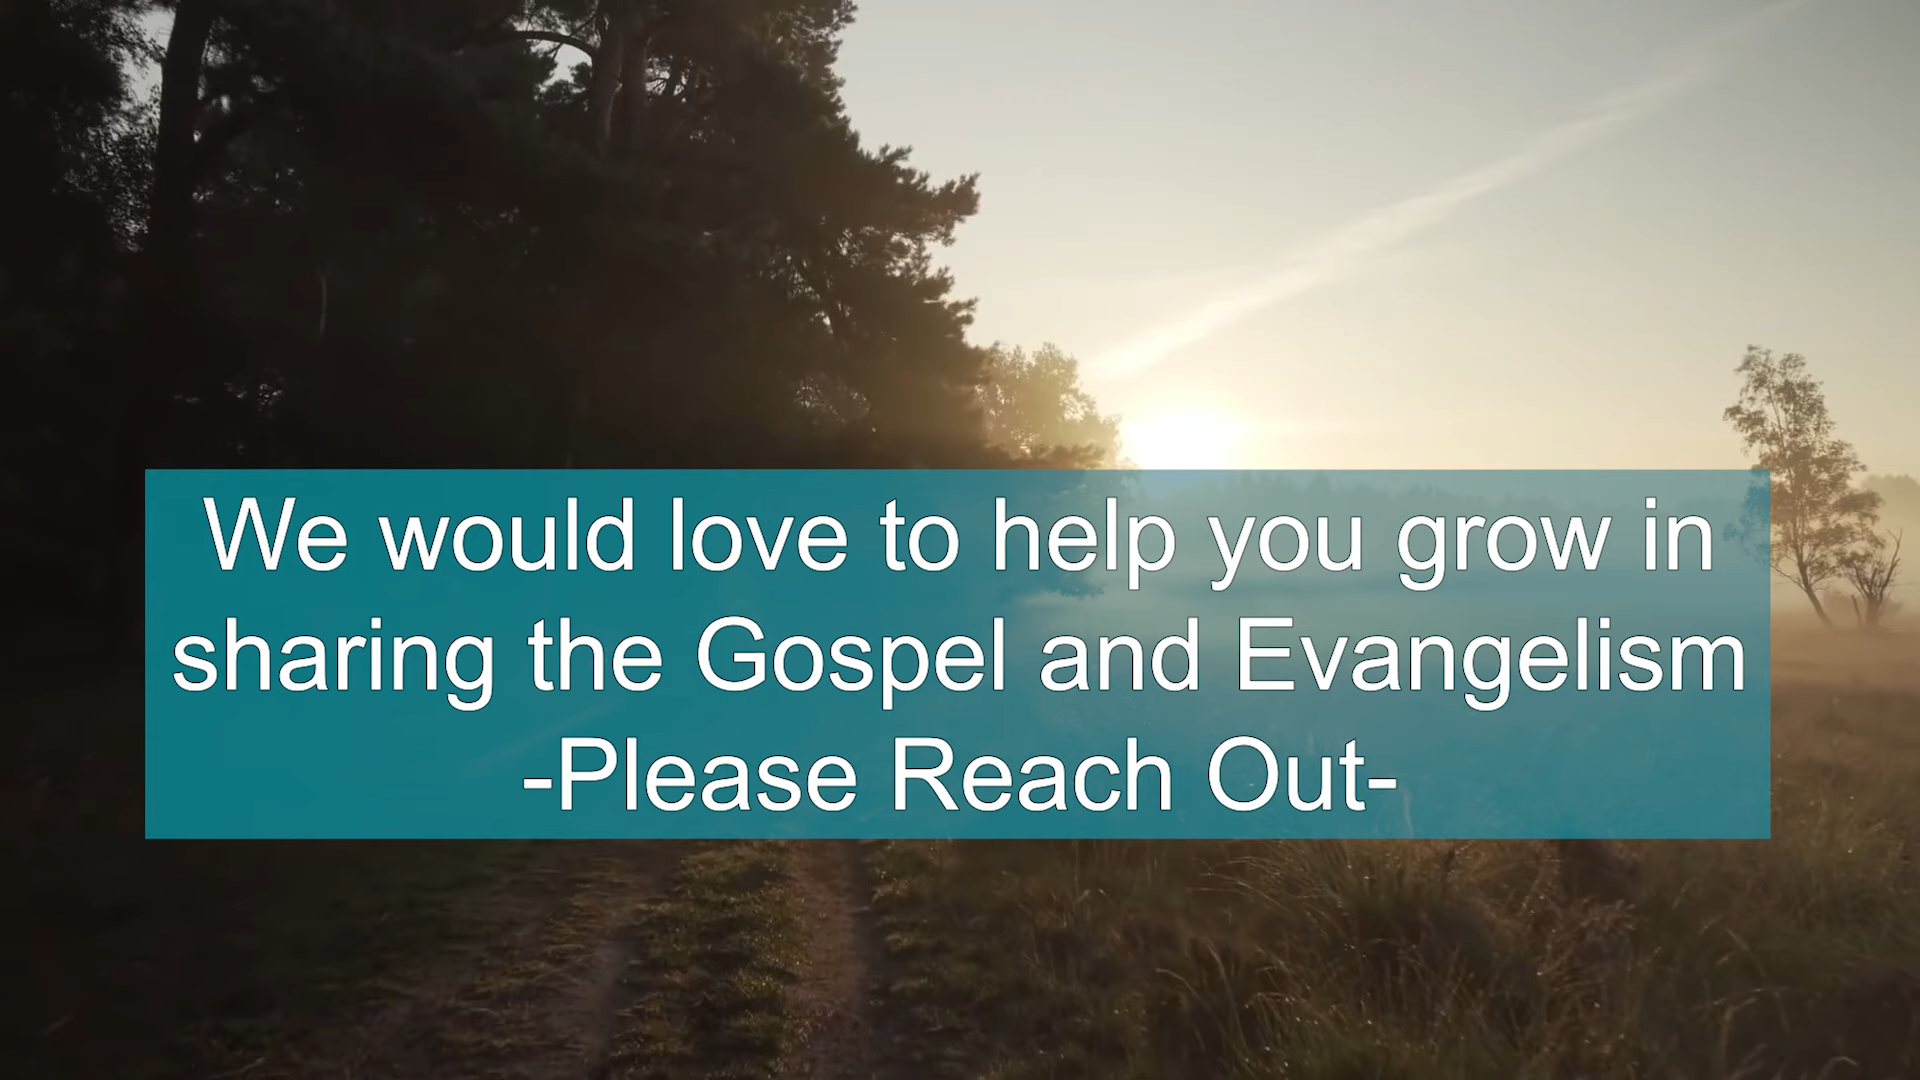 We would love to help you grow in
sharing the Gospel and Evangelism
-Please Reach Out-